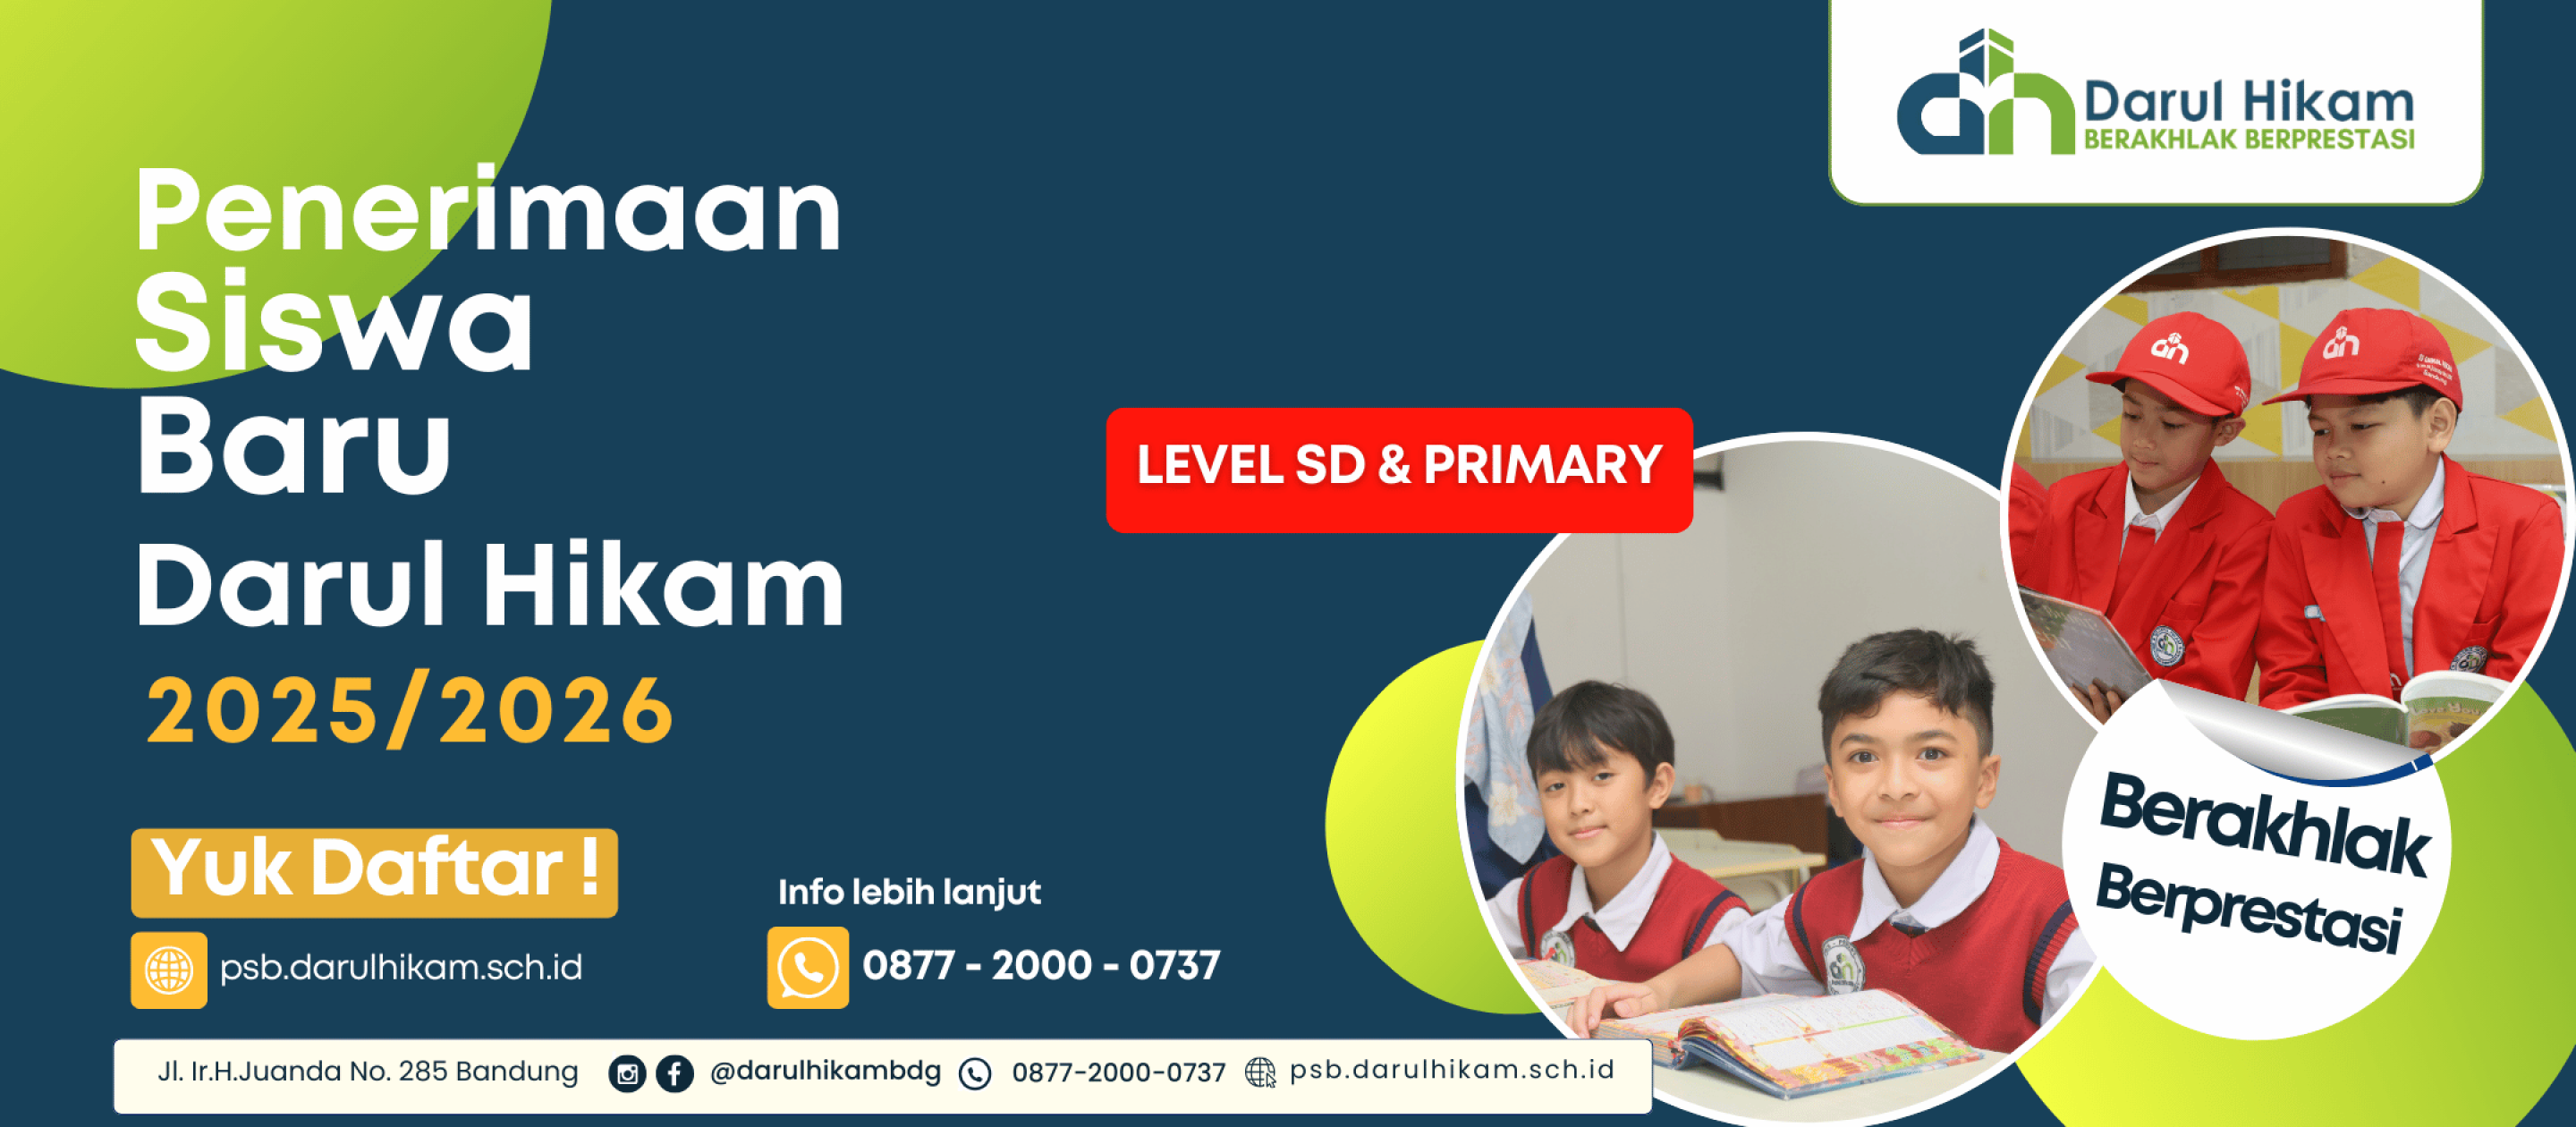 Darul Hikam
BERAKHLAK BERPRESTASI
Penerimaan
Siswa
Baru
Darul Hikam
2025/2026
LEVEL SD & PRIMARY
Yuk Daftar !
psb.darulhikam.sch.id
Info lebih lanjut
0877 - 2000 - 0737
Berakhlak
Berprestasi
Jl. Ir.H.Juanda No. 285 Bandung @darulhikambdg 0877-2000-0737 psb.darulhikam.sch.id